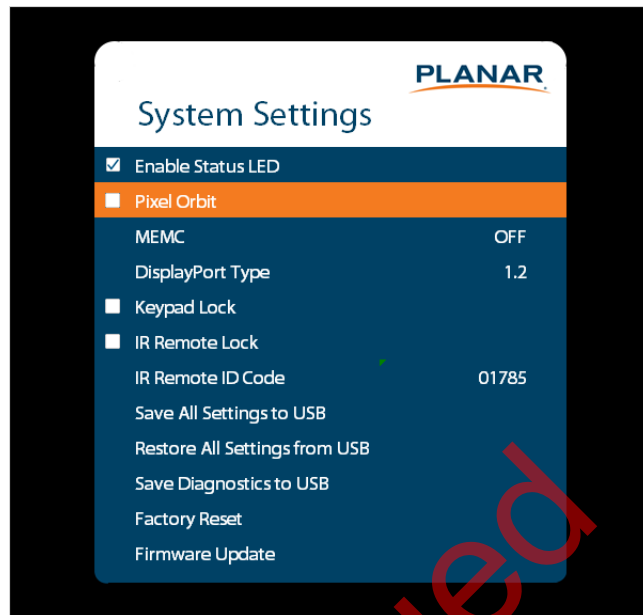 PLANAR
System Settings
Enable Status LED
Pixel Orbit
MEMC OFF
DisplayPort Type 1.2
Keypad Lock
IR Remote Lock
IR Remote ID Code 01785
Save All Settings to USB
Restore All Settings from USB
Save Diagnostics to USB
Factory Reset
Firmware Update